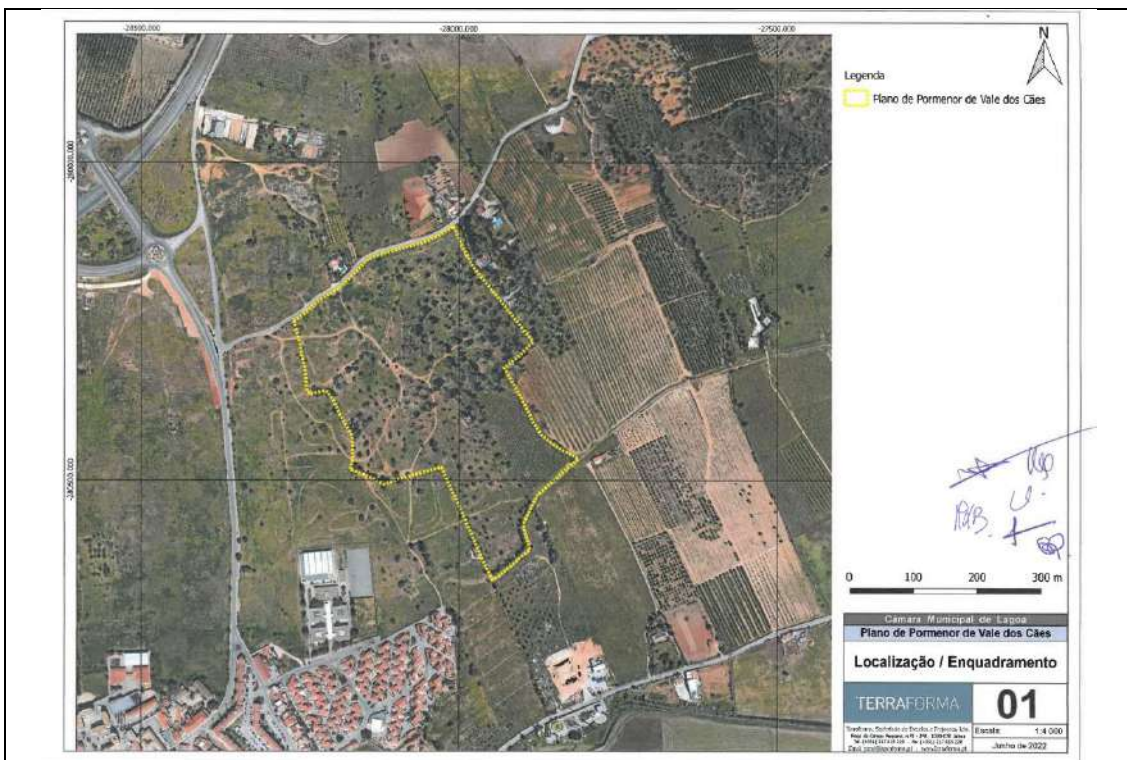 -28500.000
-28000.000
-27500.000
N
Legenda
Plano de Pormenor de Vale dos Cães
-280000.000
-280500.000
0 100 200 300 m
Câmara Municipal de Lagoa
Plano de Pormenor de Vale dos Cães
Localização / Enquadramento
TERRAFORMA
01
Escala: 1:4 000
Junho de 2022